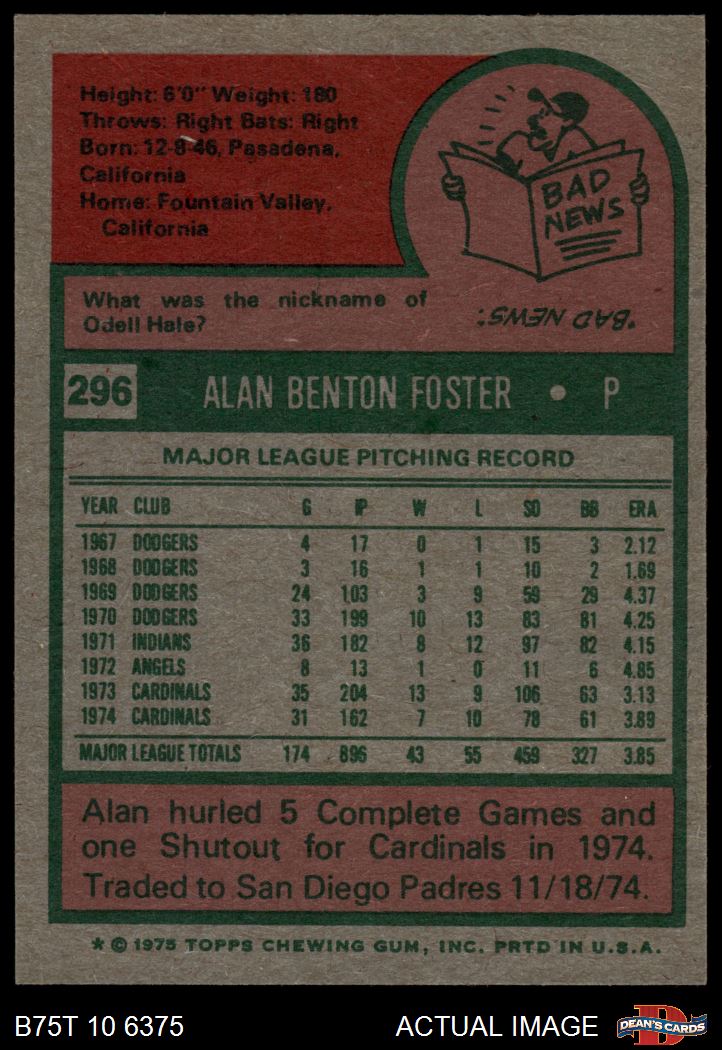 Height: 6'0" Weight: 180
Throws: Right Bats: Right
Born: 12-8-46, Pasadena,
California
Home: Fountain Valley,
California
BAD
NEWS
What was the nickname of
Odell Hale?
"BAD NEWS."
296 ALAN BENTON FOSTER • P
MAJOR LEAGUE PITCHING RECORD
YEAR CLUB G IP W L SO BB ERA
1967 DODGERS 4 17 0 1 15 3 2.12
1968 DODGERS 3 16 1 1 10 2 1.69
1969 DODGERS 24 103 3 9 59 29 4.37
1970 DODGERS 33 199 10 13 83 81 4.25
1971 INDIANS 36 182 8 12 97 82 4.15
1972 ANGELS 8 13 1 0 11 6 4.85
1973 CARDINALS 35 204 13 9 106 63 3.13
1974 CARDINALS 31 162 7 10 78 61 3.89
MAJOR LEAGUE TOTALS 174 896 43 55 459 327 3.85
Alan hurled 5 Complete Games and
one Shutout for Cardinals in 1974.
Traded to San Diego Padres 11/18/74.
* © 1975 TOPPS CHEWING GUM, INC. PRTD IN U.S.A.
B75T 10 6375 ACTUAL IMAGE D DEAN'S CARDS